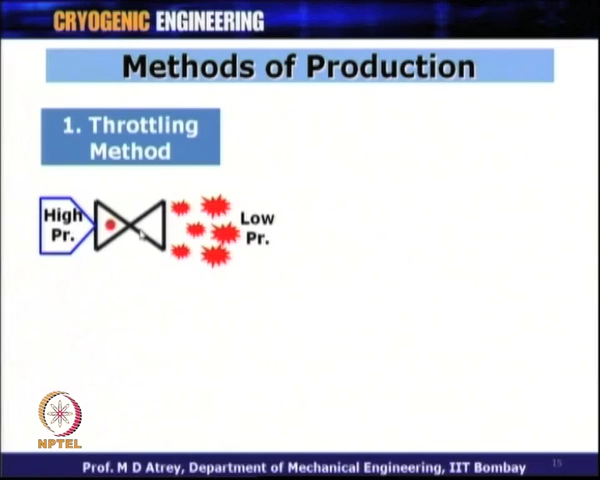 CRYOGENIC ENGINEERING
Methods of Production
1. Throttling
Method
High
Pr.
Low
Pr.
NPTEL
Prof. M D Atrey, Department of Mechanical Engineering, IIT Bombay
15